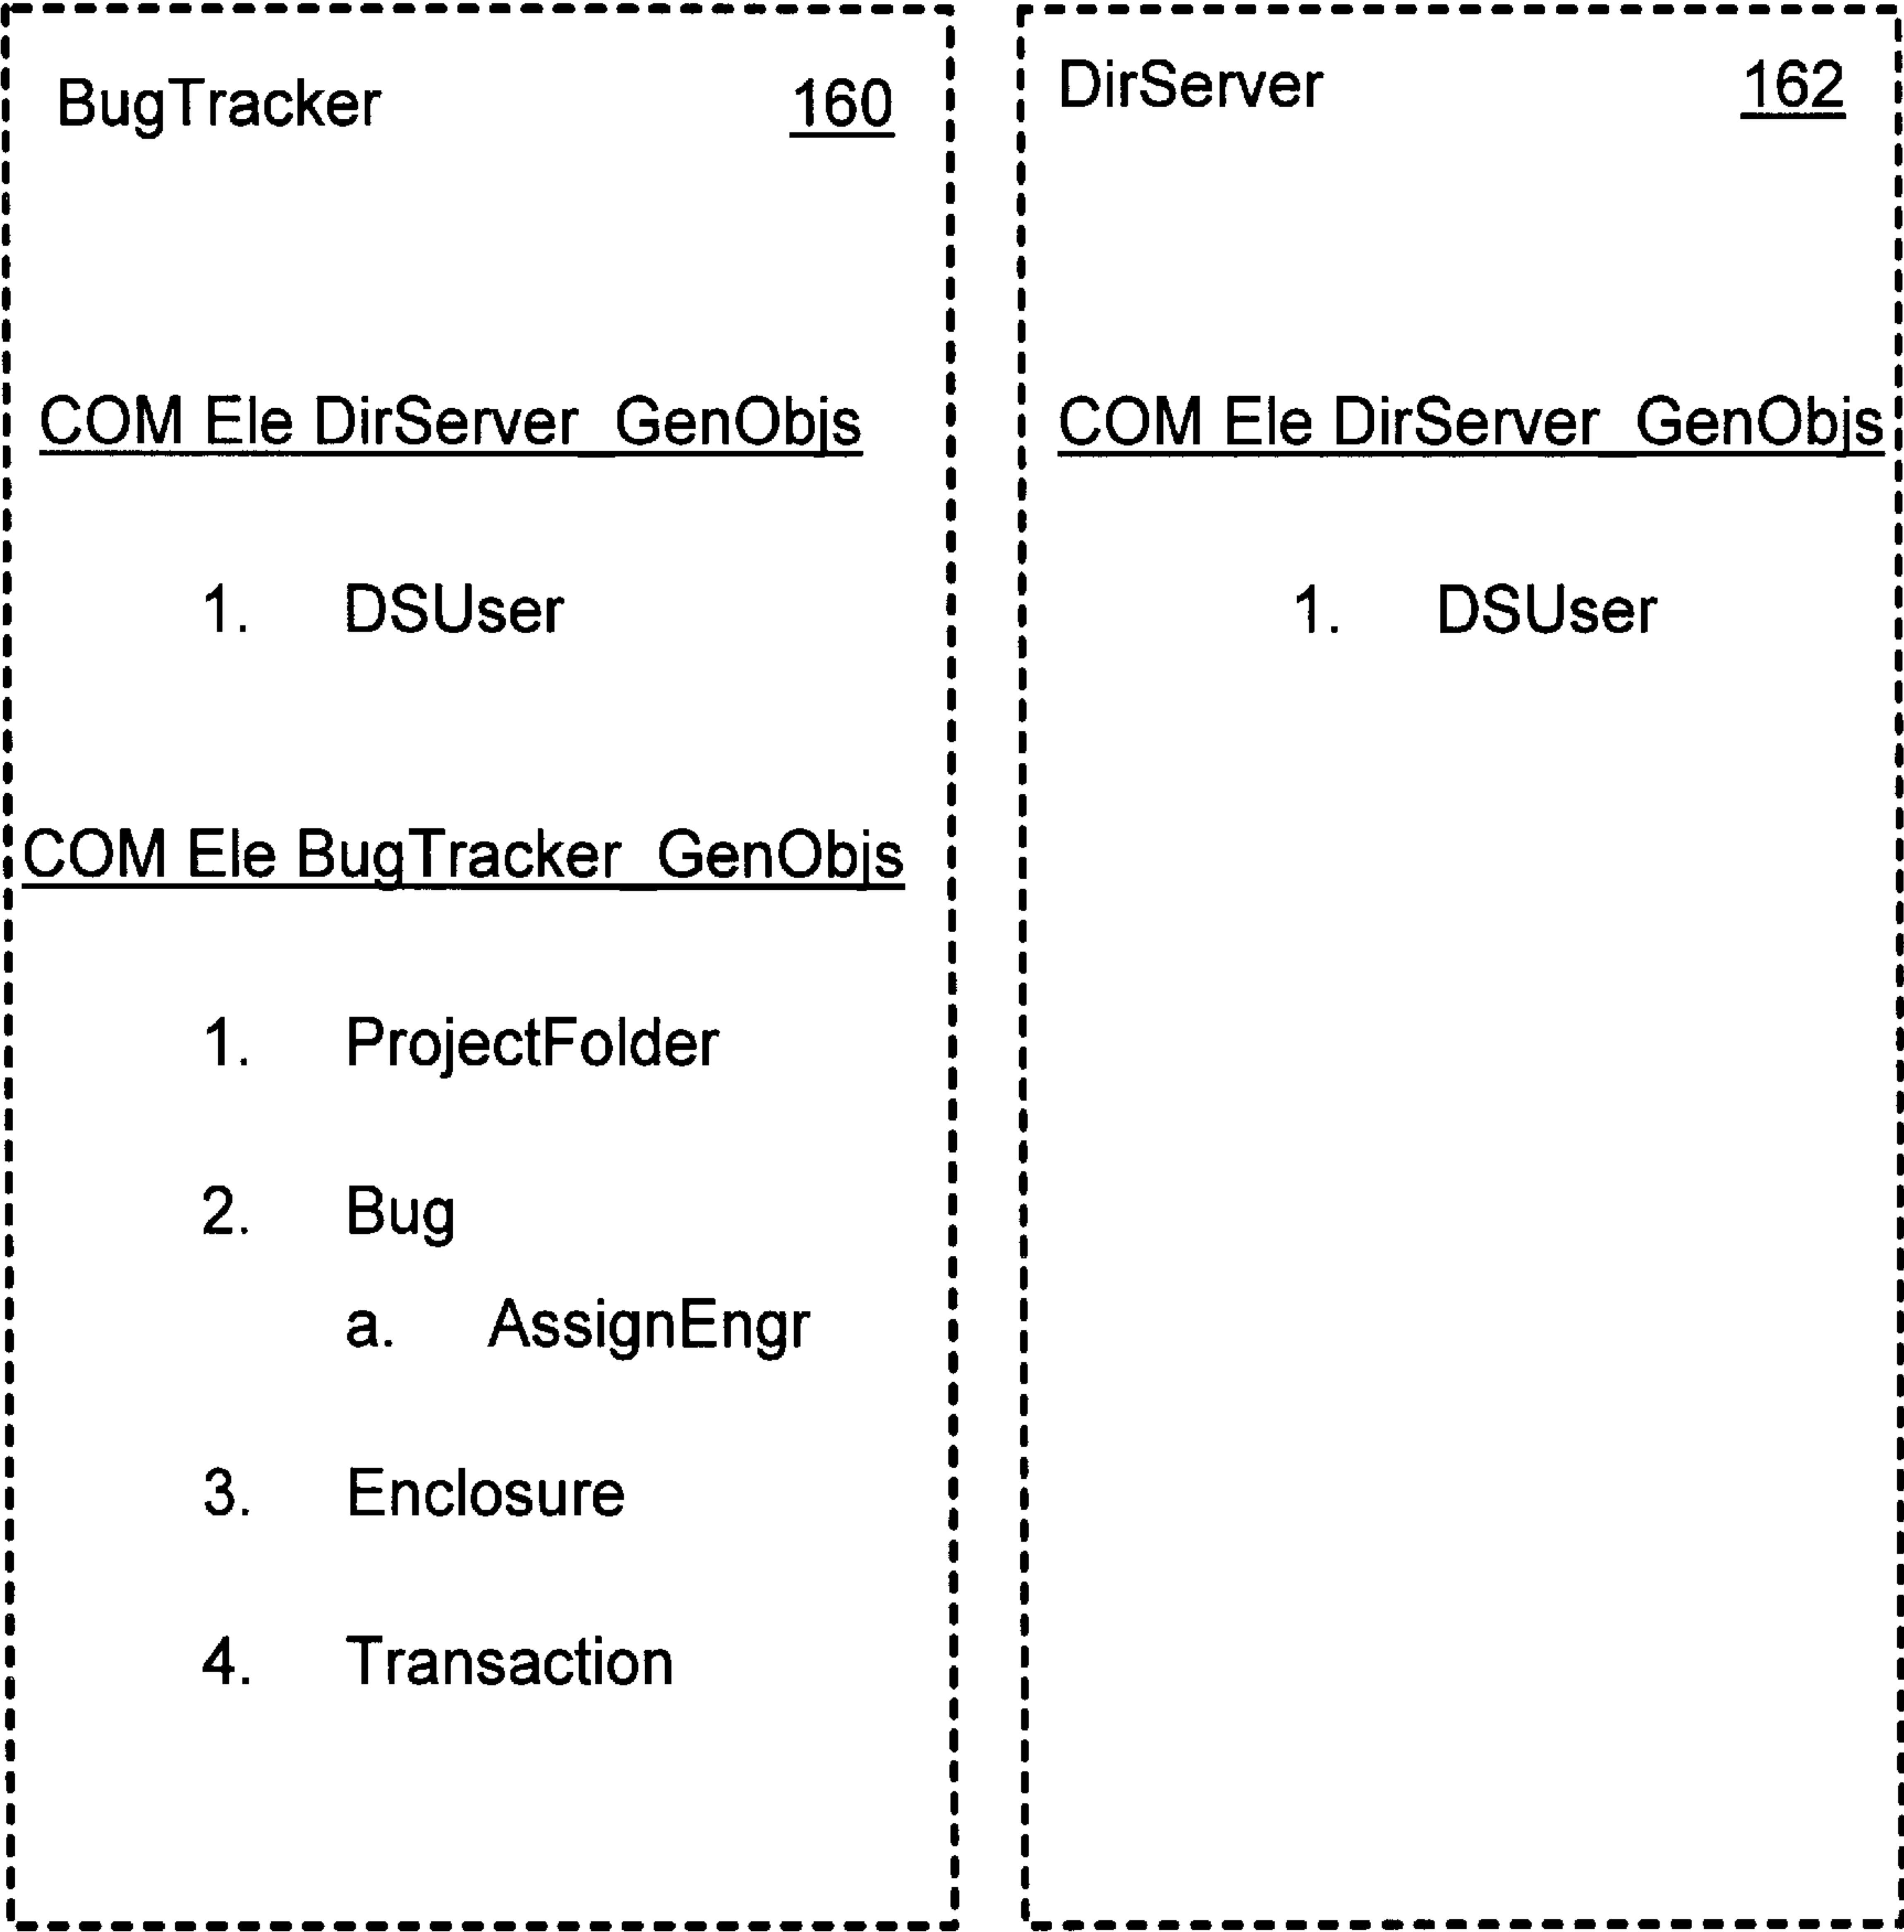 BugTracker 160
COM Ele DirServer_GenObjs
1. DSUser
COM Ele BugTracker_GenObjs
1. ProjectFolder
2. Bug
a. AssignEngr
3. Enclosure
4. Transaction
DirServer 162
COM Ele DirServer_GenObjs
1. DSUser